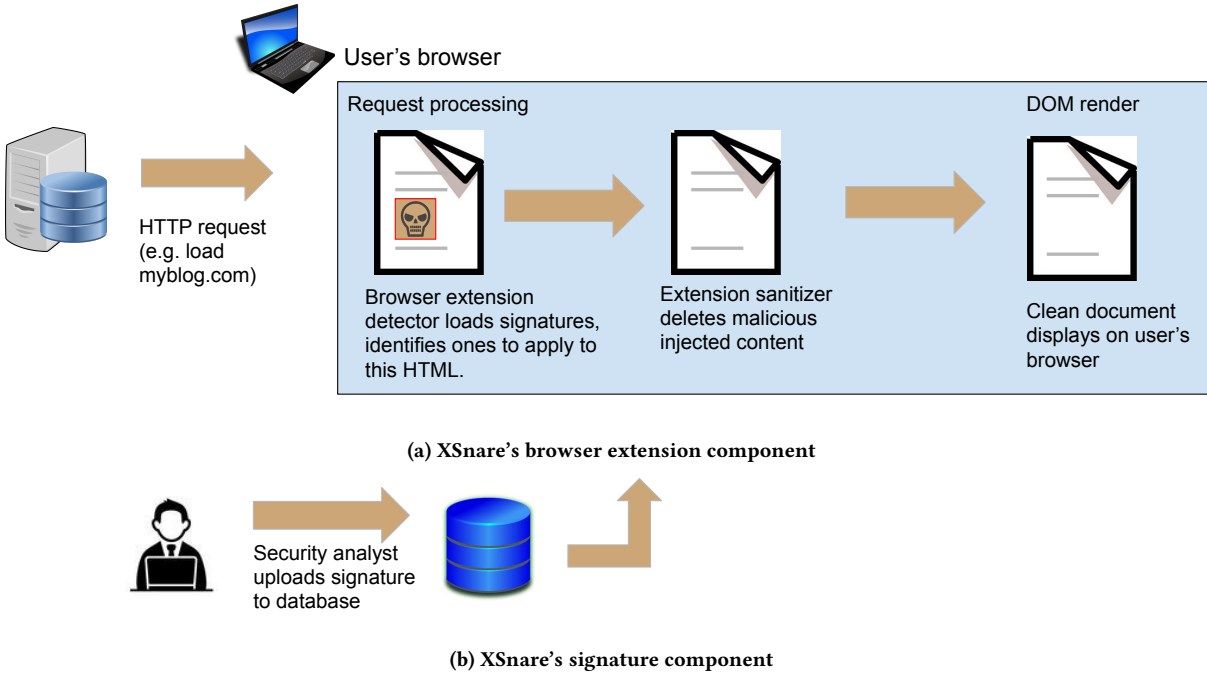 User's browser
Request processing
DOM render
HTTP request
(e.g. load
myblog.com)
Browser extension
detector loads signatures,
identifies ones to apply to
this HTML.
Extension sanitizer
deletes malicious
injected content
Clean document
displays on user's
browser
(a) XSnare's browser extension component
Security analyst
uploads signature
to database
(b) XSnare's signature component